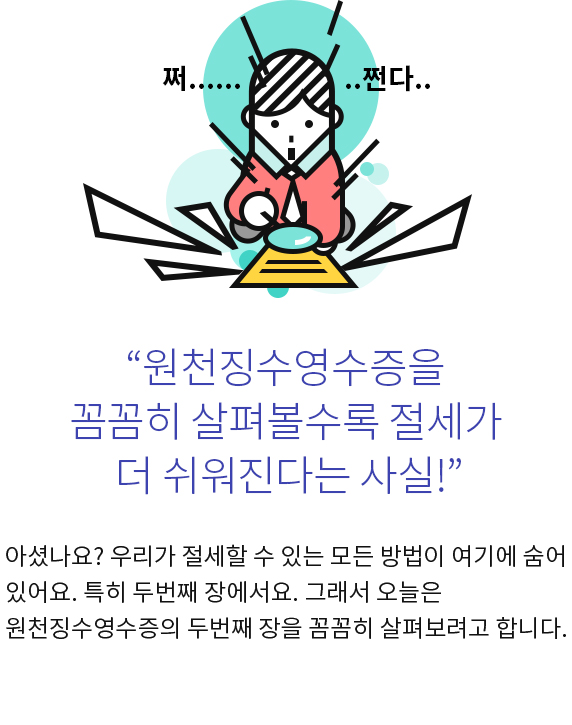 쩌...... ..쩐다..
“원천징수영수증을
꼼꼼히 살펴볼수록 절세가
더 쉬워진다는 사실!”
아셨나요? 우리가 절세할 수 있는 모든 방법이 여기에 숨어
있어요. 특히 두번째 장에서요. 그래서 오늘은
원천징수영수증의 두번째 장을 꼼꼼히 살펴보려고 합니다.